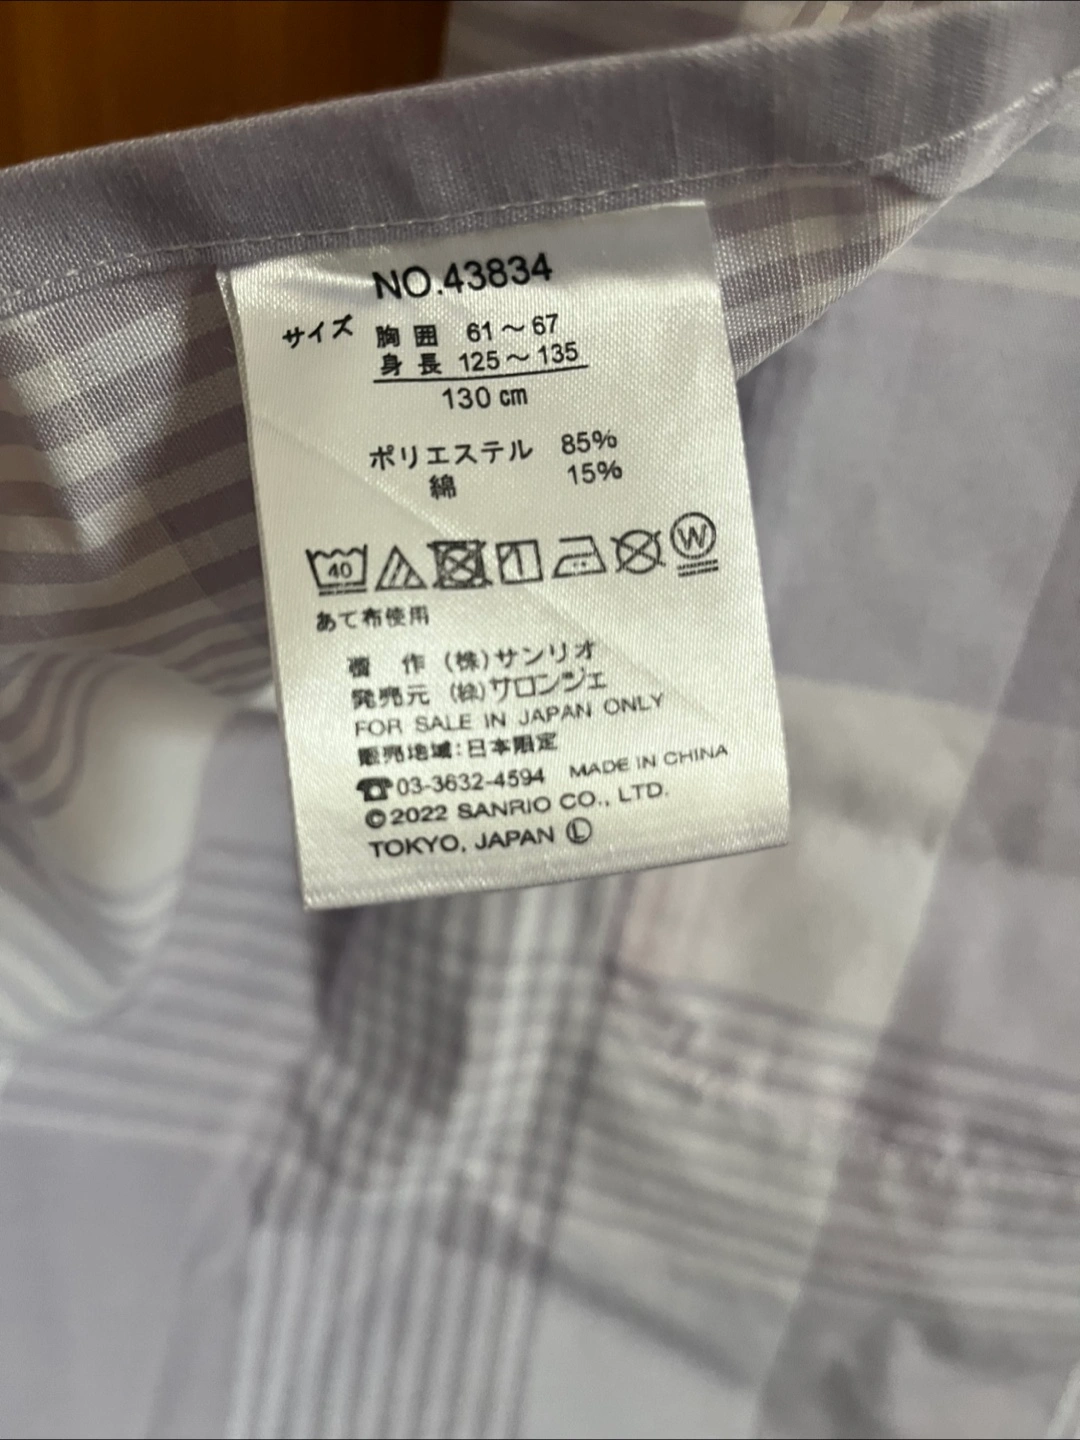 NO.43834
サイズ 胸囲 61～67
身長 125～135
130㎝
ポリエステル 85%
綿 15%
40 W
あて布使用
著作 (株)サンリオ
発売元 (株)サロンジェ
FOR SALE IN JAPAN ONLY
販売地域:日本限定
☎03-3632-4594 MADE IN CHINA
©2022 SANRIO CO., LTD.
TOKYO, JAPAN Ⓛ